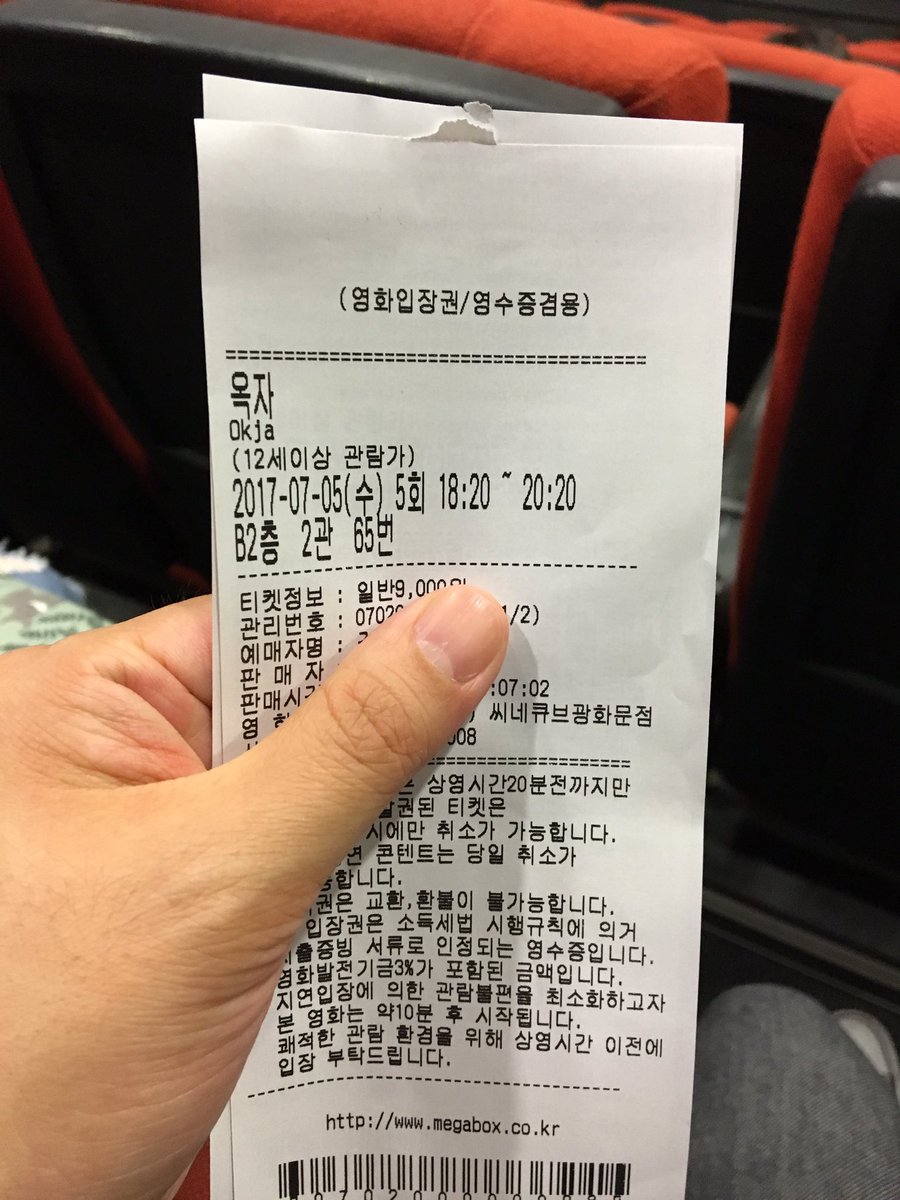 (영화입장권/영수증겸용)
옥자
Okja
(12세이상 관람가)
2017-07-05(수) 5회 18:20 ~ 20:20
B2층 2관 65번
티켓정보 : 일반9,000원
관리번호 : 0702 1/2)
예매자명 :
판 매 자
판매시간 :07:02
영 화 씨네큐브광화문점
008
상영시간20분전까지만
발권된 티켓은
시에만 취소가 가능합니다.
콘텐트는 당일 취소가
능합니다.
권은 교환,환불이 불가능합니다.
입장권은 소득세법 시행규칙에 의거
지출증빙 서류로 인정되는 영수증입니다.
영화발전기금3%가 포함된 금액입니다.
지연입장에 의한 관람불편을 최소화하고자
본 영화는 약10분 후 시작됩니다.
쾌적한 관람 환경을 위해 상영시간 이전에
입장 부탁드립니다.
http://www.megabox.co.kr